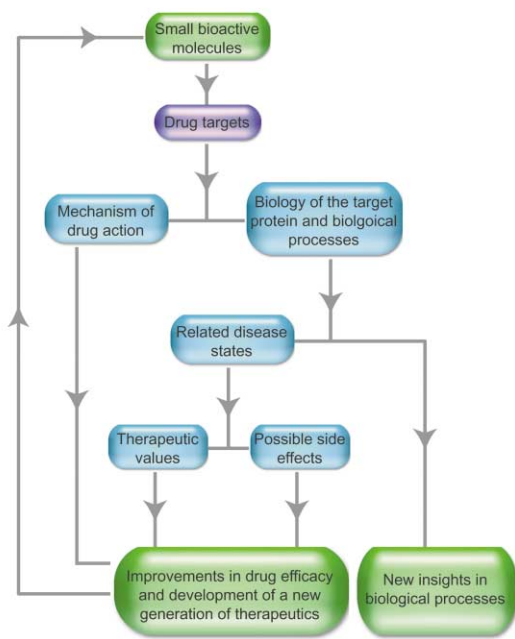 Small bioactive
molecules
Drug targets
Mechanism of
drug action
Biology of the target
protein and biolgoical
processes
Related disease
states
Therapeutic
values
Possible side
effects
Improvements in drug efficacy
and development of a new
generation of therapeutics
New insights in
biological processes